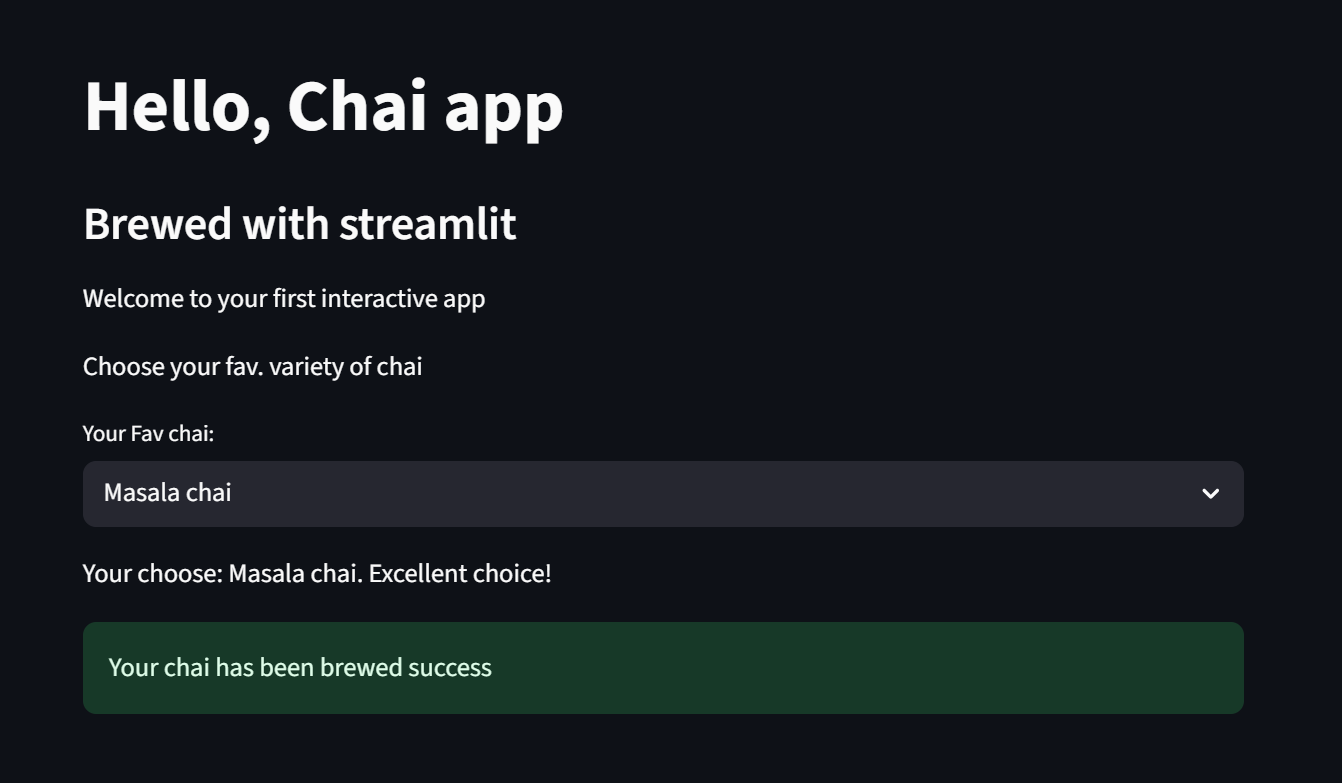 Hello, Chai app
Brewed with streamlit
Welcome to your first interactive app
Choose your fav. variety of chai
Your Fav chai:
Masala chai
Your choose: Masala chai. Excellent choice!
Your chai has been brewed success